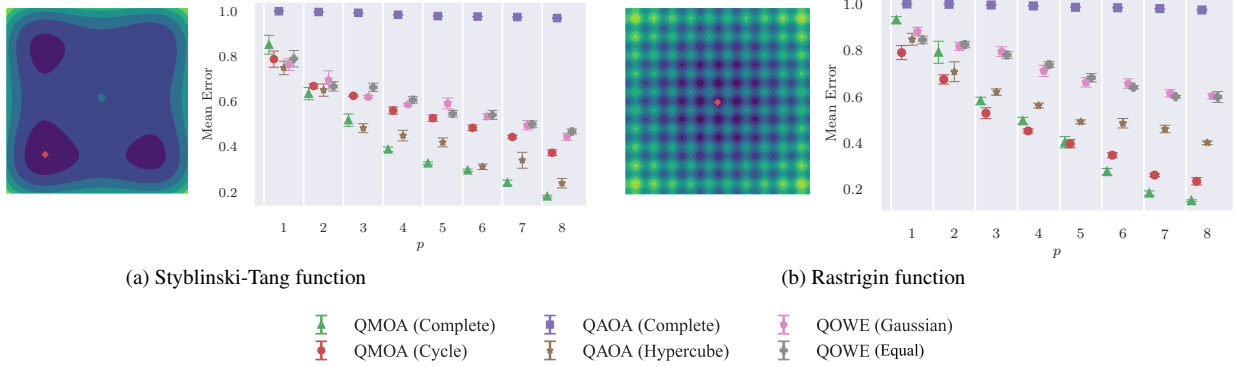 1.0
0.8
0.6
0.4
0.2
Mean Error
1 2 3 4 5 6 7 8
p
1.0
0.8
0.6
0.4
0.2
Mean Error
1 2 3 4 5 6 7 8
p
(a) Styblinski-Tang function
(b) Rastrigin function
QMOA (Complete)
QAOA (Complete)
QOWE (Gaussian)
QMOA (Cycle)
QAOA (Hypercube)
QOWE (Equal)